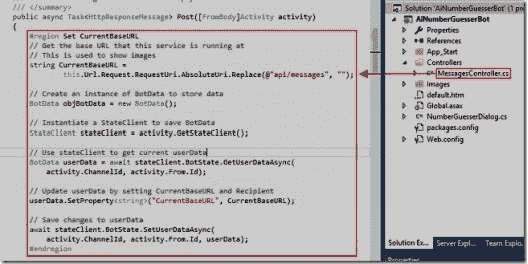 /// </summary>
public async Task<HttpResponseMessage> Post([FromBody]Activity activity)
{
#region Set CurrentBaseURL
// Get the base URL that this service is running at
// This is used to show images
string CurrentBaseURL =
this.Url.Request.RequestUri.AbsoluteUri.Replace(@"api/messages", "");
// Create an instance of BotData to store data
BotData objBotData = new BotData();
// Instantiate a StateClient to save BotData
StateClient stateClient = activity.GetStateClient();
// Use stateClient to get current userData
BotData userData = await stateClient.BotState.GetUserDataAsync(
activity.ChannelId, activity.From.Id);
// Update userData by setting CurrentBaseURL and Recipient
userData.SetProperty<string>("CurrentBaseURL", CurrentBaseURL);
// Save changes to userData
await stateClient.BotState.SetUserDataAsync(
activity.ChannelId, activity.From.Id, userData);
#endregion
Solution 'AiNumberGuesserBot' (1 pr
AiNumberGuesserBot
Properties
References
App_Start
Controllers
MessagesController.cs
Images
default.htm
Global.asax
NumberGuesserDialog.cs
packages.config
Web.config
Solution Ex...
Server Expl...
Team Explor...
Properties